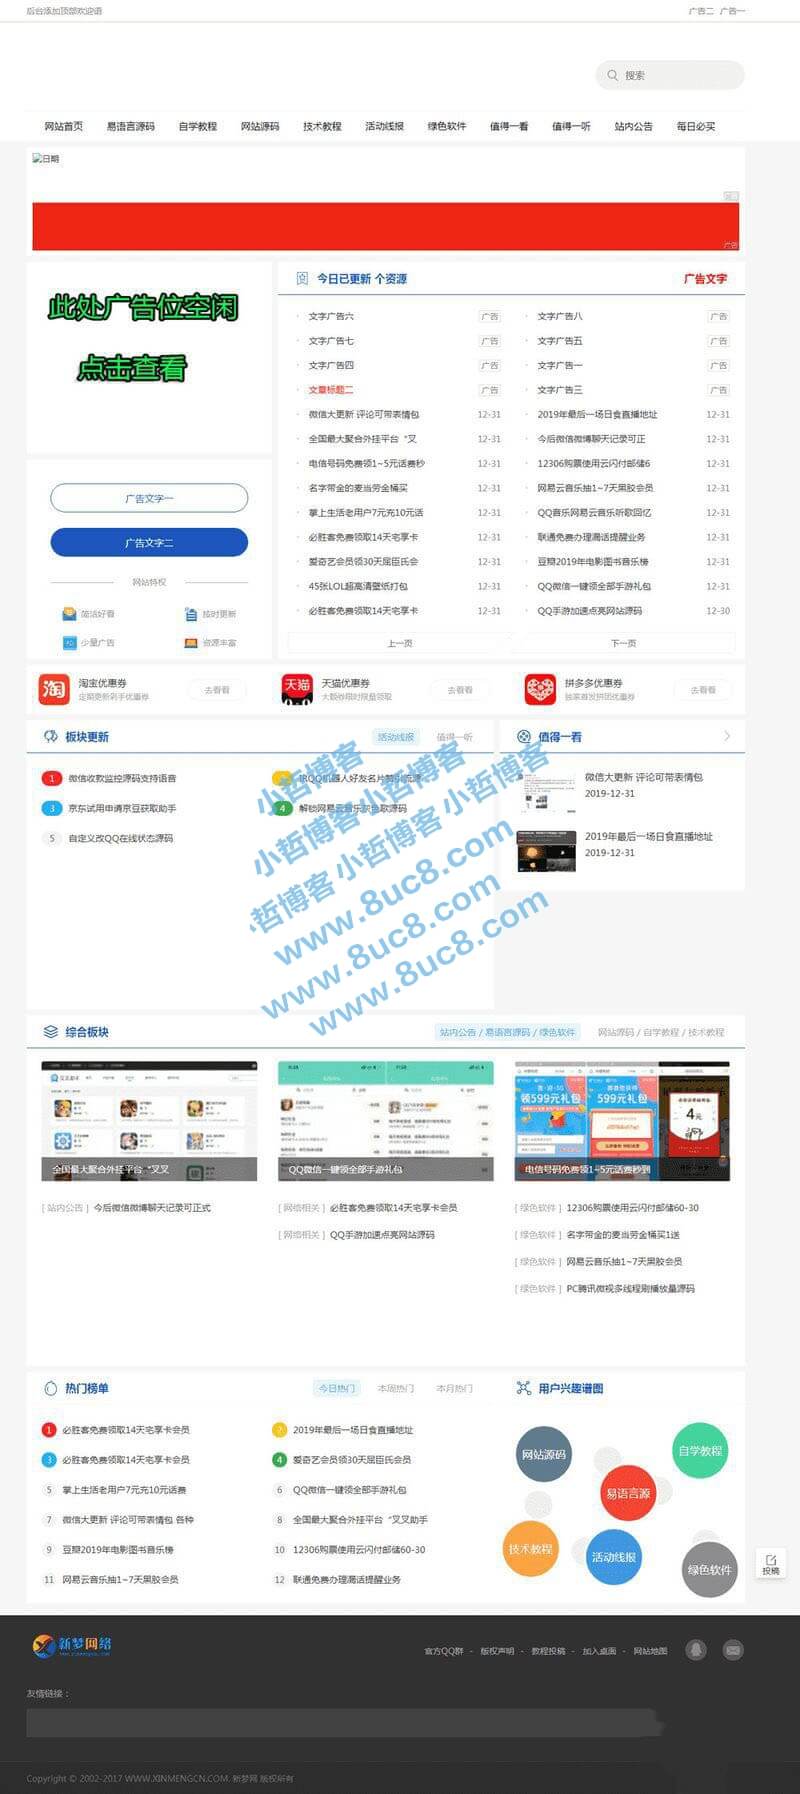 后台添加顶部欢迎语 广告二 广告一
搜索
网站首页 易语言源码 自学教程 网站源码 技术教程 活动线报 绿色软件 值得一看 值得一听 站内公告 每日必买
日期
广告
此处广告位空闲
点击查看
今日已更新 个资源 广告文字
文字广告六 广告 文字广告八 广告
文字广告七 广告 文字广告五 广告
文字广告四 广告 文字广告一 广告
文章标题二 广告 文字广告三 广告
微信大更新 评论可带表情包 12-31 2019年最后一场日食直播地址 12-31
全国最大聚合外挂平台“叉 12-31 今后微信微博聊天记录可正 12-31
电信号码免费领1~5元话费秒 12-31 12306购票使用云闪付邮储6 12-31
名字带金的麦当劳金桶买 12-31 网易云音乐抽1~7天黑胶会员 12-31
掌上生活老用户7元充10元话 12-31 QQ音乐网易云音乐听歌回忆 12-31
必胜客免费领取14天宅享卡 12-31 联通免费办理漏话提醒业务 12-31
爱奇艺会员领30天屈臣氏会 12-31 豆瓣2019年电影图书音乐榜 12-31
45张LOL超高清壁纸打包 12-31 QQ微信一键领全部手游礼包 12-31
必胜客免费领取14天宅享卡 12-31 QQ手游加速点亮网站源码 12-30
上一页 下一页
广告文字一
广告文字二
网站特权
简洁好看 按时更新
少量广告 资源丰富
淘 淘宝优惠券 去看看 天猫 天猫优惠券 去看看 拼多多优惠券 去看看
定期更新剁手优惠券 大额券限时限量领取 独家首发拼团优惠券
板块更新 活动线报 值得一听 值得一看
1 微信收款监控源码支持语音
IRQQ机器人好友名片
3 京东试用申请京豆获取助手 4 解锁网易云音乐灰色歌源码
5 自定义改QQ在线状态源码
微信大更新 评论可带表情包
2019-12-31
2019年最后一场日食直播地址
2019-12-31
小哲博客 小哲博客 小哲博客
小哲博客 小哲博客
小哲博客
www.8uc8.com
www.8uc8.com
www.8uc8.com
综合板块 站内公告 / 易语言源码 / 绿色软件 网站源码 / 自学教程 / 技术教程
领599元礼包 599元礼包 4元
全国最大聚合外挂平台“叉叉 QQ微信一键领全部手游礼包 电信号码免费领1~5元话费秒到
[ 站内公告 ] 今后微信微博聊天记录可正式 [ 网络相关 ] 必胜客免费领取14天宅享卡会员 [ 绿色软件 ] 12306购票使用云闪付邮储60-30
[ 网络相关 ] QQ手游加速点亮网站源码 [ 绿色软件 ] 名字带金的麦当劳金桶买1送
[ 绿色软件 ] 网易云音乐抽1~7天黑胶会员
[ 绿色软件 ] PC腾讯微视多线程刷播放量源码
热门榜单 今日热门 本周热门 本月热门 用户兴趣谱图
1 必胜客免费领取14天宅享卡会员 2 2019年最后一场日食直播地址
3 必胜客免费领取14天宅享卡会员 4 爱奇艺会员领30天屈臣氏会员
5 掌上生活老用户7元充10元话费 6 QQ微信一键领全部手游礼包
7 微信大更新 评论可带表情包 各种 8 全国最大聚合外挂平台“叉叉助手
9 豆瓣2019年电影图书音乐榜 10 12306购票使用云闪付邮储60-30
11 网易云音乐抽1~7天黑胶会员 12 联通免费办理漏话提醒业务
网站源码 自学教程
易语言源
技术教程 活动线报 绿色软件
投稿
新梦网络
官方QQ群 - 版权声明 - 教程投稿 - 加入桌面 - 网站地图
友情链接：
Copyright © 2002-2017 WWW.XINMENGCN.COM. 新梦网 版权所有